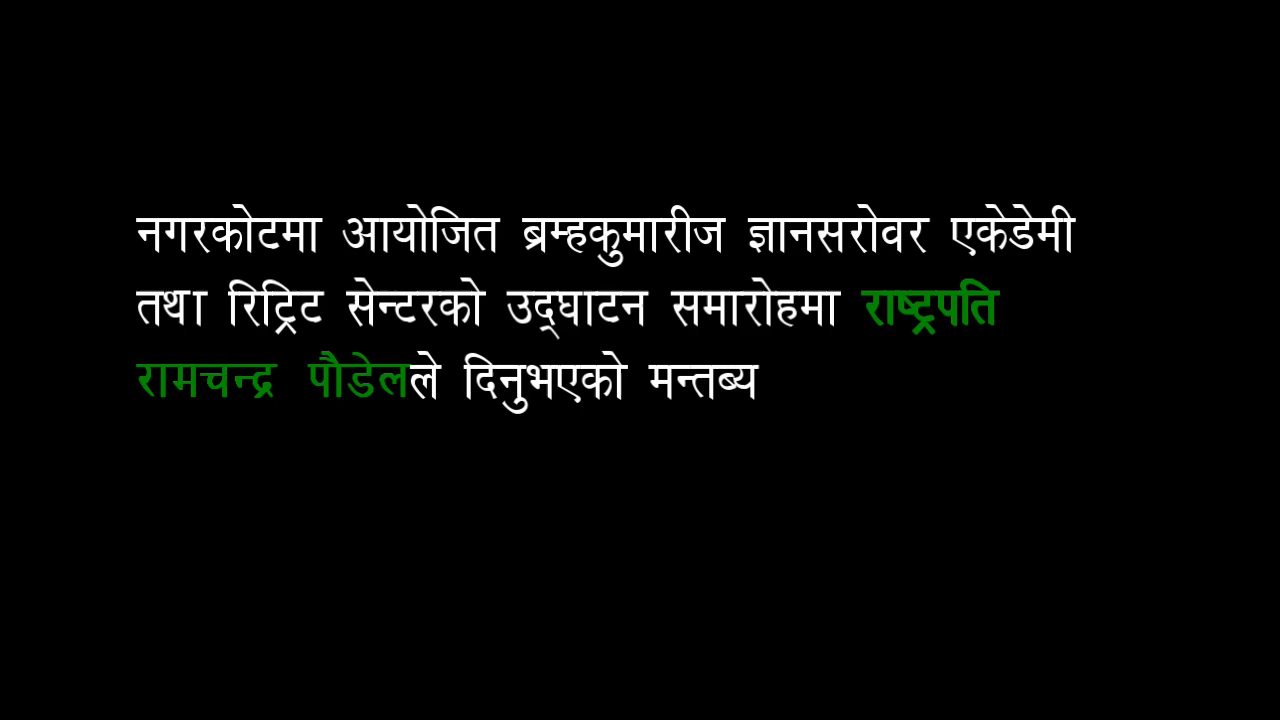 नगरकोटमा आयोजित ब्रम्हकुमारीज ज्ञानसरोवर एकेडेमी
तथा रिट्रिट सेन्टरको उद्‌घाटन समारोहमा राष्ट्रपति
रामचन्द्र पौडेलले दिनुभएको मन्तब्य